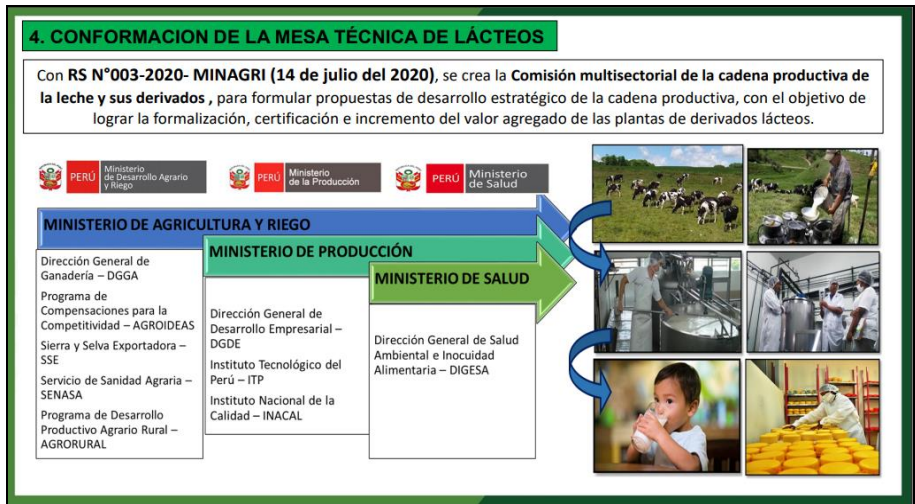 4. CONFORMACION DE LA MESA TÉCNICA DE LÁCTEOS
Con RS N°003-2020- MINAGRI (14 de julio del 2020), se crea la Comisión multisectorial de la cadena productiva de
la leche y sus derivados , para formular propuestas de desarrollo estratégico de la cadena productiva, con el objetivo de
lograr la formalización, certificación e incremento del valor agregado de las plantas de derivados lácteos.
PERÚ
Ministerio
de Desarrollo Agrario
y Riego
PERÚ
Ministerio
de la Producción
PERÚ
Ministerio
de Salud
MINISTERIO DE AGRICULTURA Y RIEGO
Dirección General de
Ganadería – DGGA
Programa de
Compensaciones para la
Competitividad – AGROIDEAS
Sierra y Selva Exportadora –
SSE
Servicio de Sanidad Agraria –
SENASA
Programa de Desarrollo
Productivo Agrario Rural –
AGRORURAL
MINISTERIO DE PRODUCCIÓN
Dirección General de
Desarrollo Empresarial –
DGDE
Instituto Tecnológico del
Perú – ITP
Instituto Nacional de la
Calidad – INACAL
MINISTERIO DE SALUD
Dirección General de Salud
Ambiental e Inocuidad
Alimentaria – DIGESA